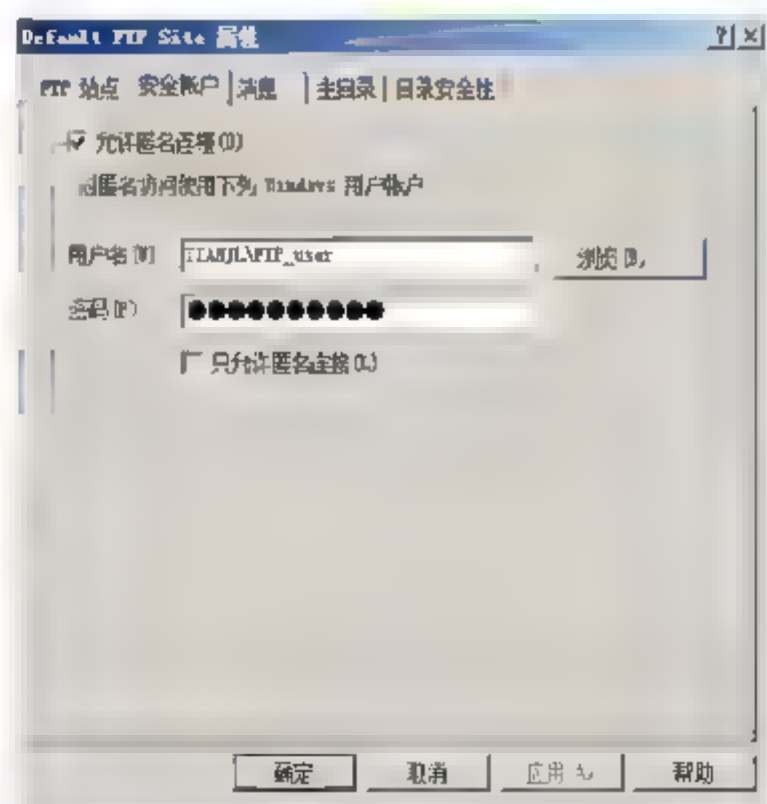 Default FTP Site 属性
FTP 站点 安全帐户 消息 主目录 目录安全性
允许匿名连接(O)
对匿名访问使用下列 Windows 用户帐户
用户名(U) \FTP_user 浏览(B)
密码(P) ●●●●●●●●●●
只允许匿名连接(L)
确定 取消 应用(A) 帮助